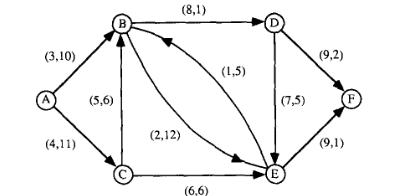 (8,1)
B
D
(3,10)
(9,2)
(1,5)
A
(5,6)
(7,5)
F
(2,12)
(4,11)
(9,1)
C
E
(6,6)